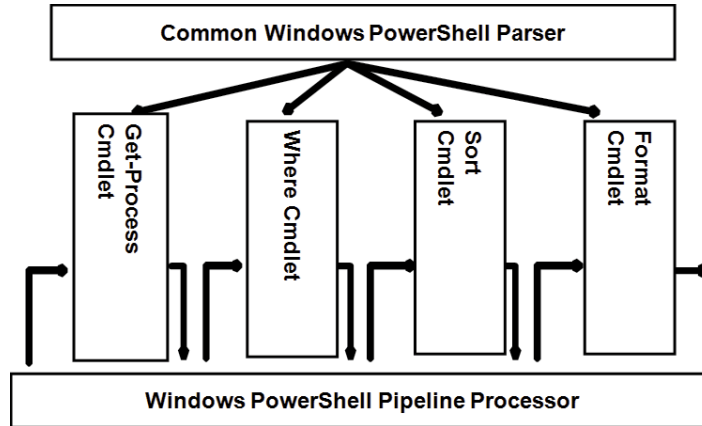 Common Windows PowerShell Parser
Get-Process
Cmdlet
Where Cmdlet
Sort
Cmdlet
Format
Cmdlet
Windows PowerShell Pipeline Processor